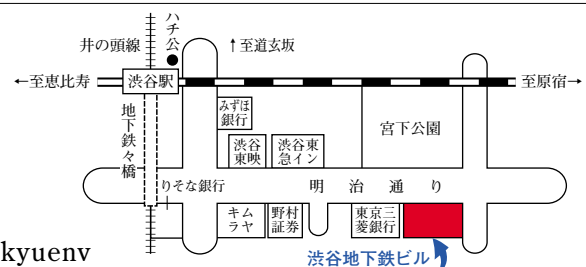 井の頭線
ハチ公
↑至道玄坂
←至恵比寿
渋谷駅
至原宿→
地下鉄々橋
みずほ
銀行
渋谷
東映
渋谷東
急イン
宮下公園
りそな銀行
明治通り
キム
ラヤ
野村
証券
東京三
菱銀行
渋谷地下鉄ビル
kyuenv